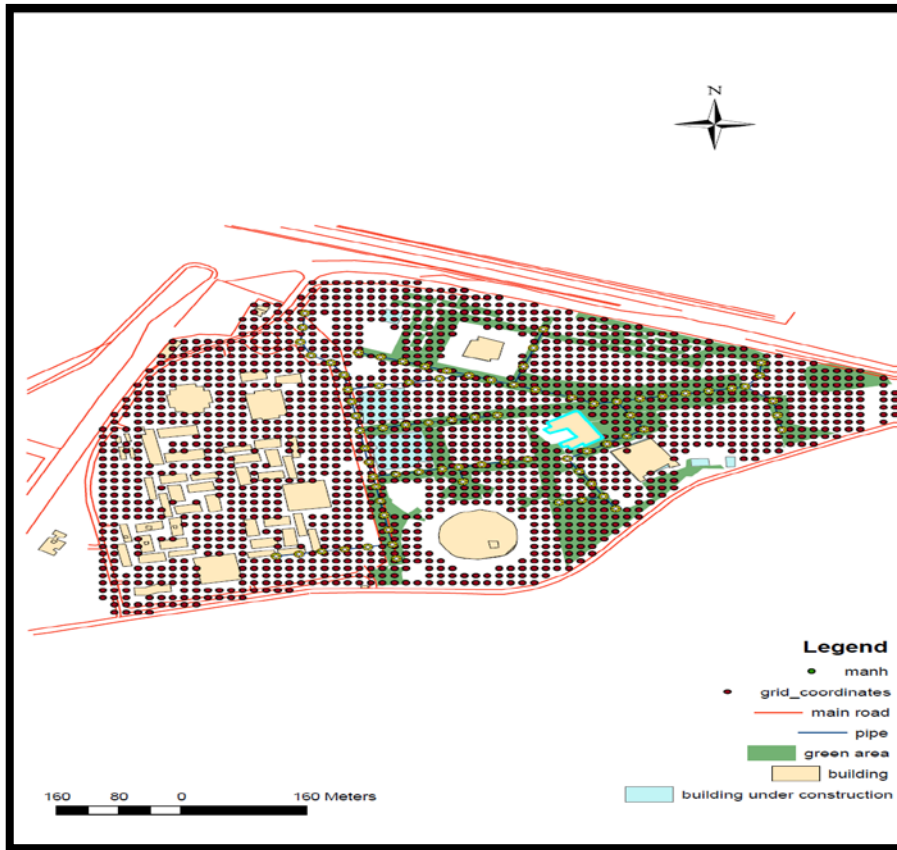 N
Legend
manh
grid_coordinates
main road
pipe
green area
building
building under construction
160 80 0 160 Meters